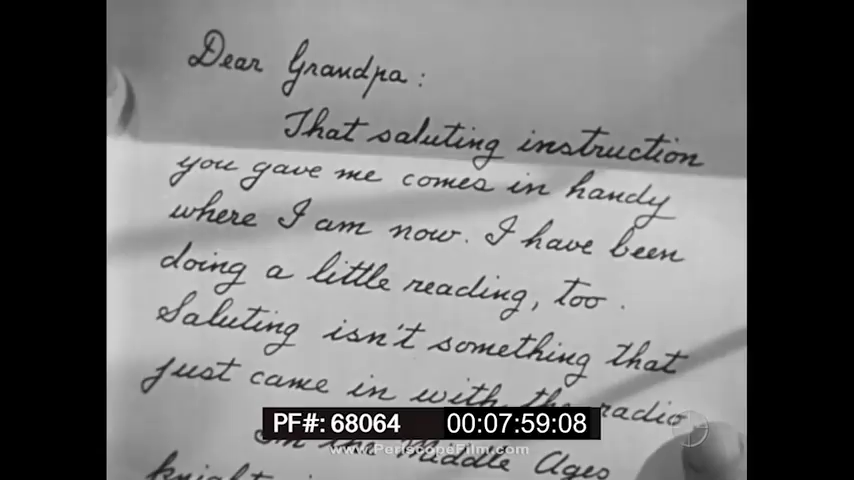 Dear Grandpa:
That saluting instruction
you gave me comes in handy
where I am now. I have been
doing a little reading, too.
Saluting isn't something that
just came in with the radio
PF#: 68064 00:07:59:08
In the Middle Ages
www.PeriscopeFilm.com